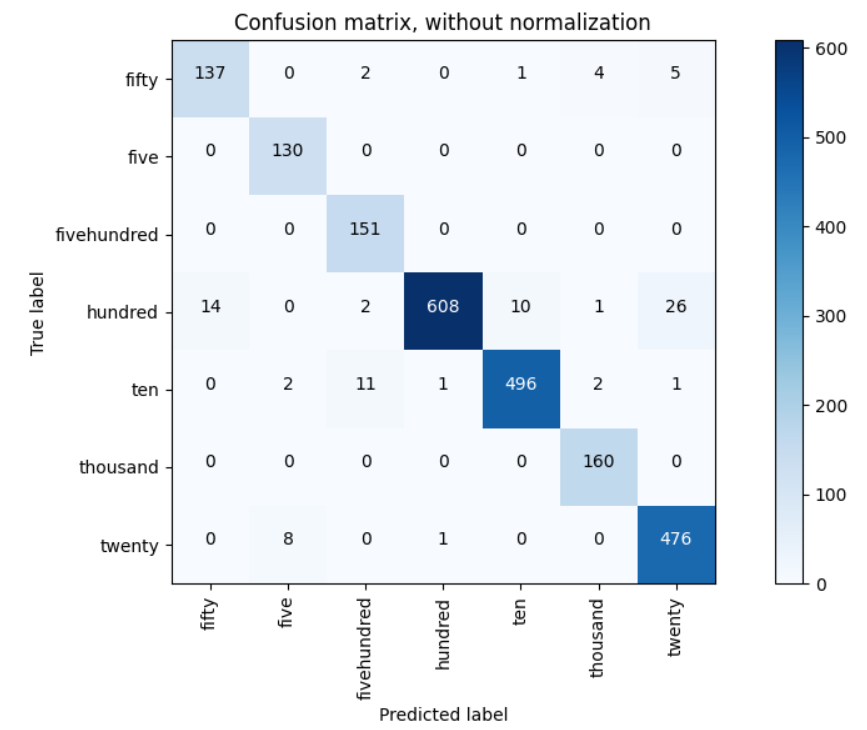 Confusion matrix, without normalization
fifty 137 0 2 0 1 4 5
five 0 130 0 0 0 0 0
fivehundred 0 0 151 0 0 0 0
hundred 14 0 2 608 10 1 26
ten 0 2 11 1 496 2 1
thousand 0 0 0 0 0 160 0
twenty 0 8 0 1 0 0 476
fifty five fivehundred hundred ten thousand twenty
True label
Predicted label
600
500
400
300
200
100
0